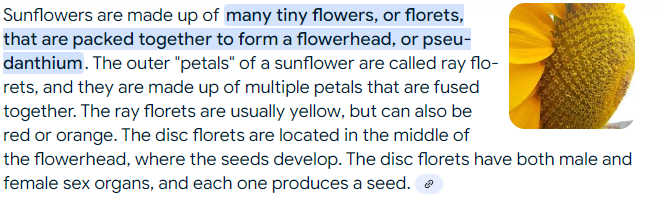 Sunflowers are made up of many tiny flowers, or florets,
that are packed together to form a flowerhead, or pseu-
danthium. The outer "petals" of a sunflower are called ray flo-
rets, and they are made up of multiple petals that are fused
together. The ray florets are usually yellow, but can also be
red or orange. The disc florets are located in the middle of
the flowerhead, where the seeds develop. The disc florets have both male and
female sex organs, and each one produces a seed.